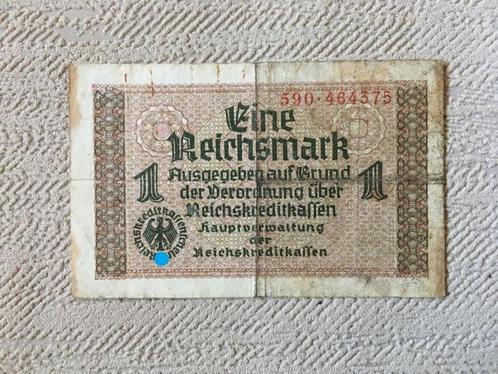 590·464375
Eine
Reichsmark
1 Ausgegeben auf Grund 1
der Verordnung über
Reichskreditkassen
Hauptverwaltung
der
Reichskreditkassen